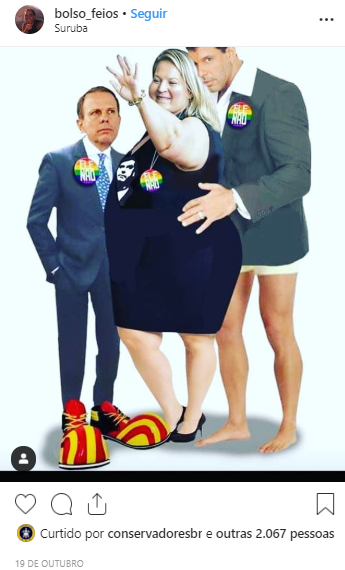 bolso_feios • Seguir
Suruba
ELE NÃO
ELE NÃO
ELE NÃO
Curtido por conservadoresbr e outras 2.067 pessoas
19 DE OUTUBRO